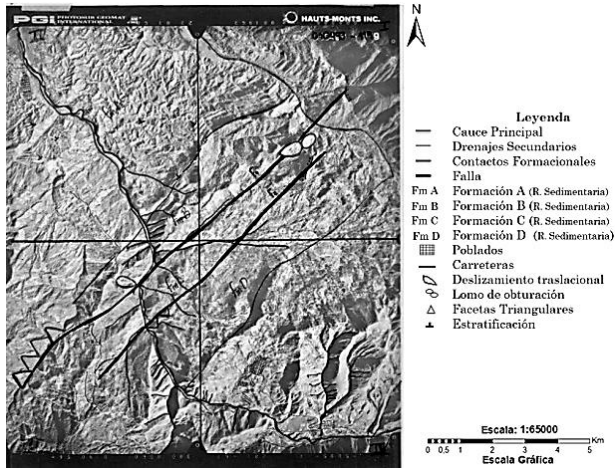 PGI PHOTOSUR GEOMAT INTERNATIONAL
HAUTS-MONTS INC.
N
Leyenda
Cauce Principal
Drenajes Secundarios
Contactos Formacionales
Falla
Fm A Formación A (R. Sedimentaria)
Fm B Formación B (R. Sedimentaria)
Fm C Formación C (R. Sedimentaria)
Fm D Formación D (R. Sedimentaria)
Poblados
Carreteras
Deslizamiento traslacional
Lomo de obturación
Facetas Triangulares
Estratificación
Escala: 1:65000
0 0.5 1 2 3 4 5 Km
Escala Gráfica